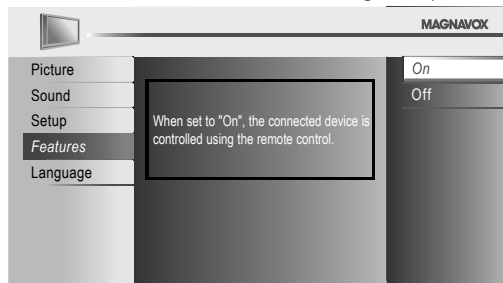 MAGNAVOX
Picture
Sound
Setup
Features
Language
When set to "On", the connected device is
controlled using the remote control.
On
Off